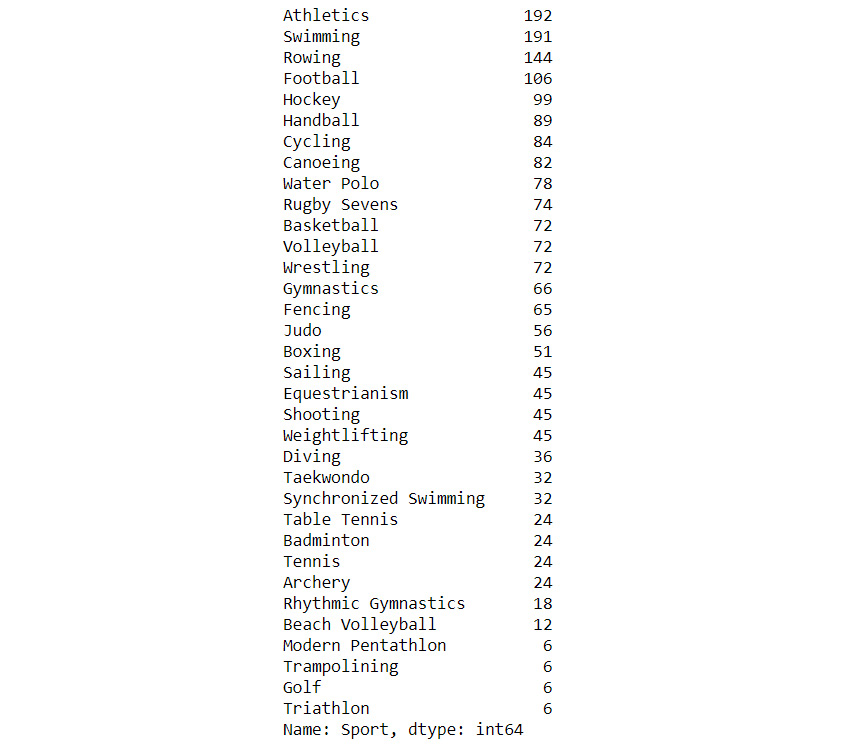 Athletics 192
Swimming 191
Rowing 144
Football 106
Hockey 99
Handball 89
Cycling 84
Canoeing 82
Water Polo 78
Rugby Sevens 74
Basketball 72
Volleyball 72
Wrestling 72
Gymnastics 66
Fencing 65
Judo 56
Boxing 51
Sailing 45
Equestrianism 45
Shooting 45
Weightlifting 45
Diving 36
Taekwondo 32
Synchronized Swimming 32
Table Tennis 24
Badminton 24
Tennis 24
Archery 24
Rhythmic Gymnastics 18
Beach Volleyball 12
Modern Pentathlon 6
Trampolining 6
Golf 6
Triathlon 6
Name: Sport, dtype: int64